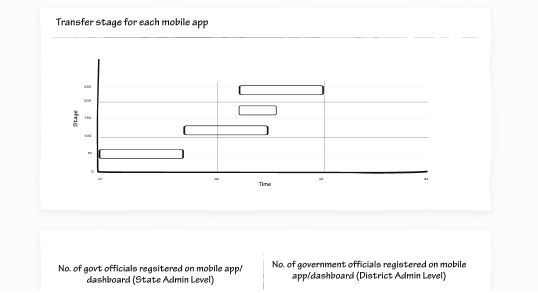 Transfer stage for each mobile app
250
200
150
100
50
0
Stage
Time
No. of govt officials regsitered on mobile app/
dashboard (State Admin Level)
No. of government officials registered on mobile
app/dashboard (District Admin Level)